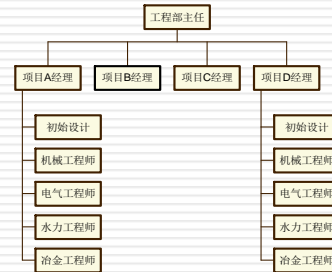 工程部主任
项目A经理
项目B经理
项目C经理
项目D经理
初始设计
机械工程师
电气工程师
水力工程师
冶金工程师
初始设计
机械工程师
电气工程师
水力工程师
冶金工程师